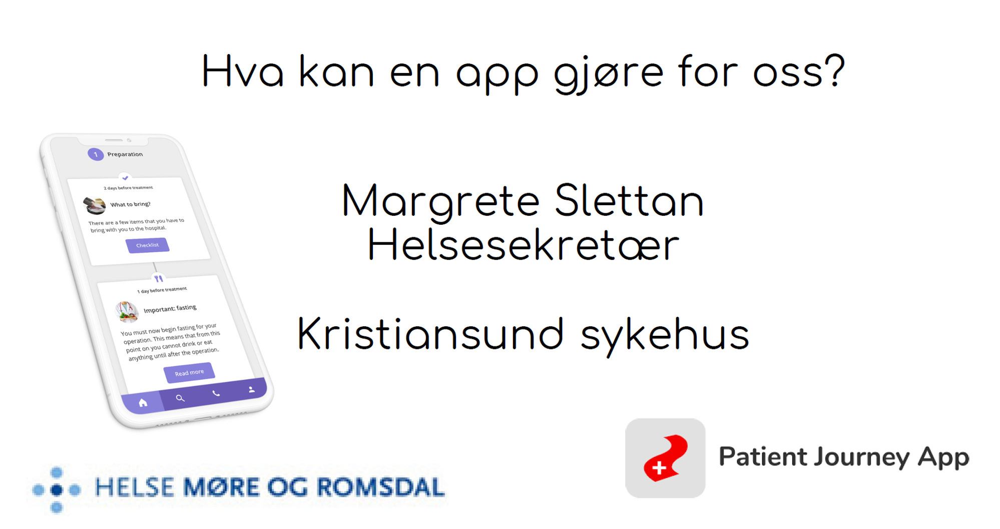 Hva kan en app gjøre for oss?
1 Preparation
2 days before treatment
What to bring?
There are a few items that you have to
bring with you to the hospital.
Checklist
1 day before treatment
Important: fasting
You must now begin fasting for your
operation. This means that from this
point on you cannot drink or eat
anything until after the operation.
Read more
Margrete Slettan
Helsesekretær
Kristiansund sykehus
HELSE MØRE OG ROMSDAL
Patient Journey App